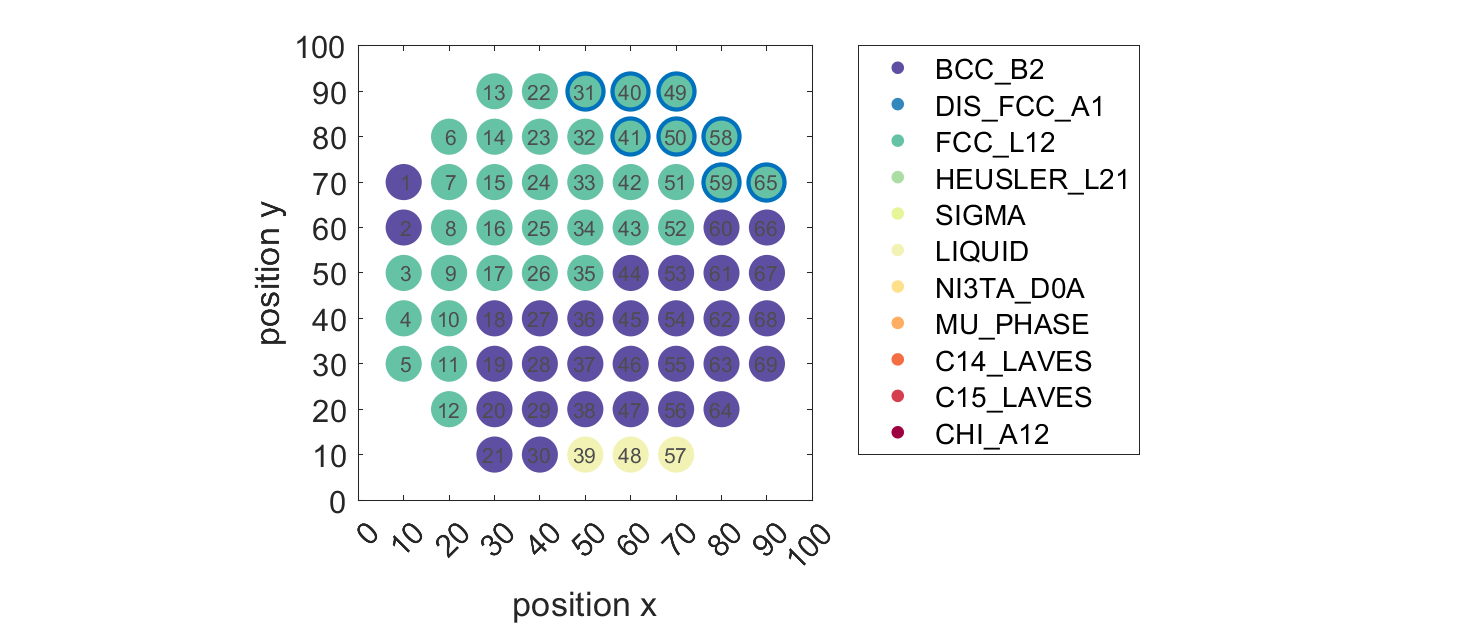 100
90
80
70
60
50
40
30
20
10
0
13 22 31 40 49
6 14 23 32 41 50 58
1 7 15 24 33 42 51 59 65
2 8 16 25 34 43 52 60 66
3 9 17 26 35 44 53 61 67
4 10 18 27 36 45 54 62 68
5 11 19 28 37 46 55 63 69
12 20 29 38 47 56 64
21 30 39 48 57
0 10 20 30 40 50 60 70 80 90 100
position x
position y
BCC_B2
DIS_FCC_A1
FCC_L12
HEUSLER_L21
SIGMA
LIQUID
NI3TA_D0A
MU_PHASE
C14_LAVES
C15_LAVES
CHI_A12